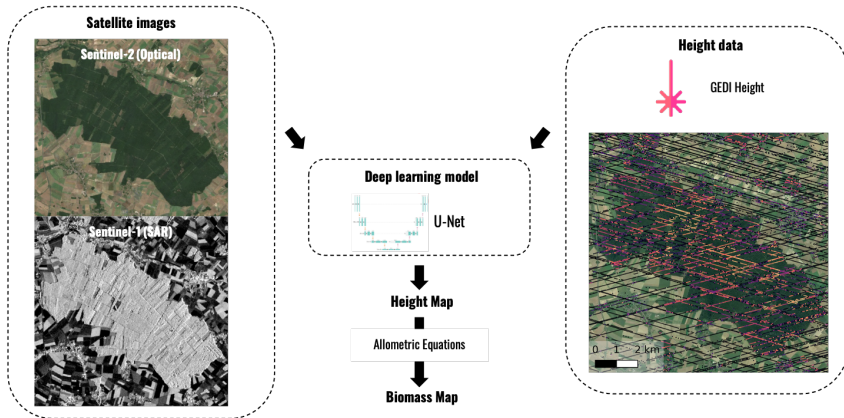 Satellite images
Sentinel-2 (Optical)
Sentinel-1 (SAR)
Deep learning model
U-Net
Height Map
Allometric Equations
Biomass Map
Height data
GEDI Height
0 1 2 km